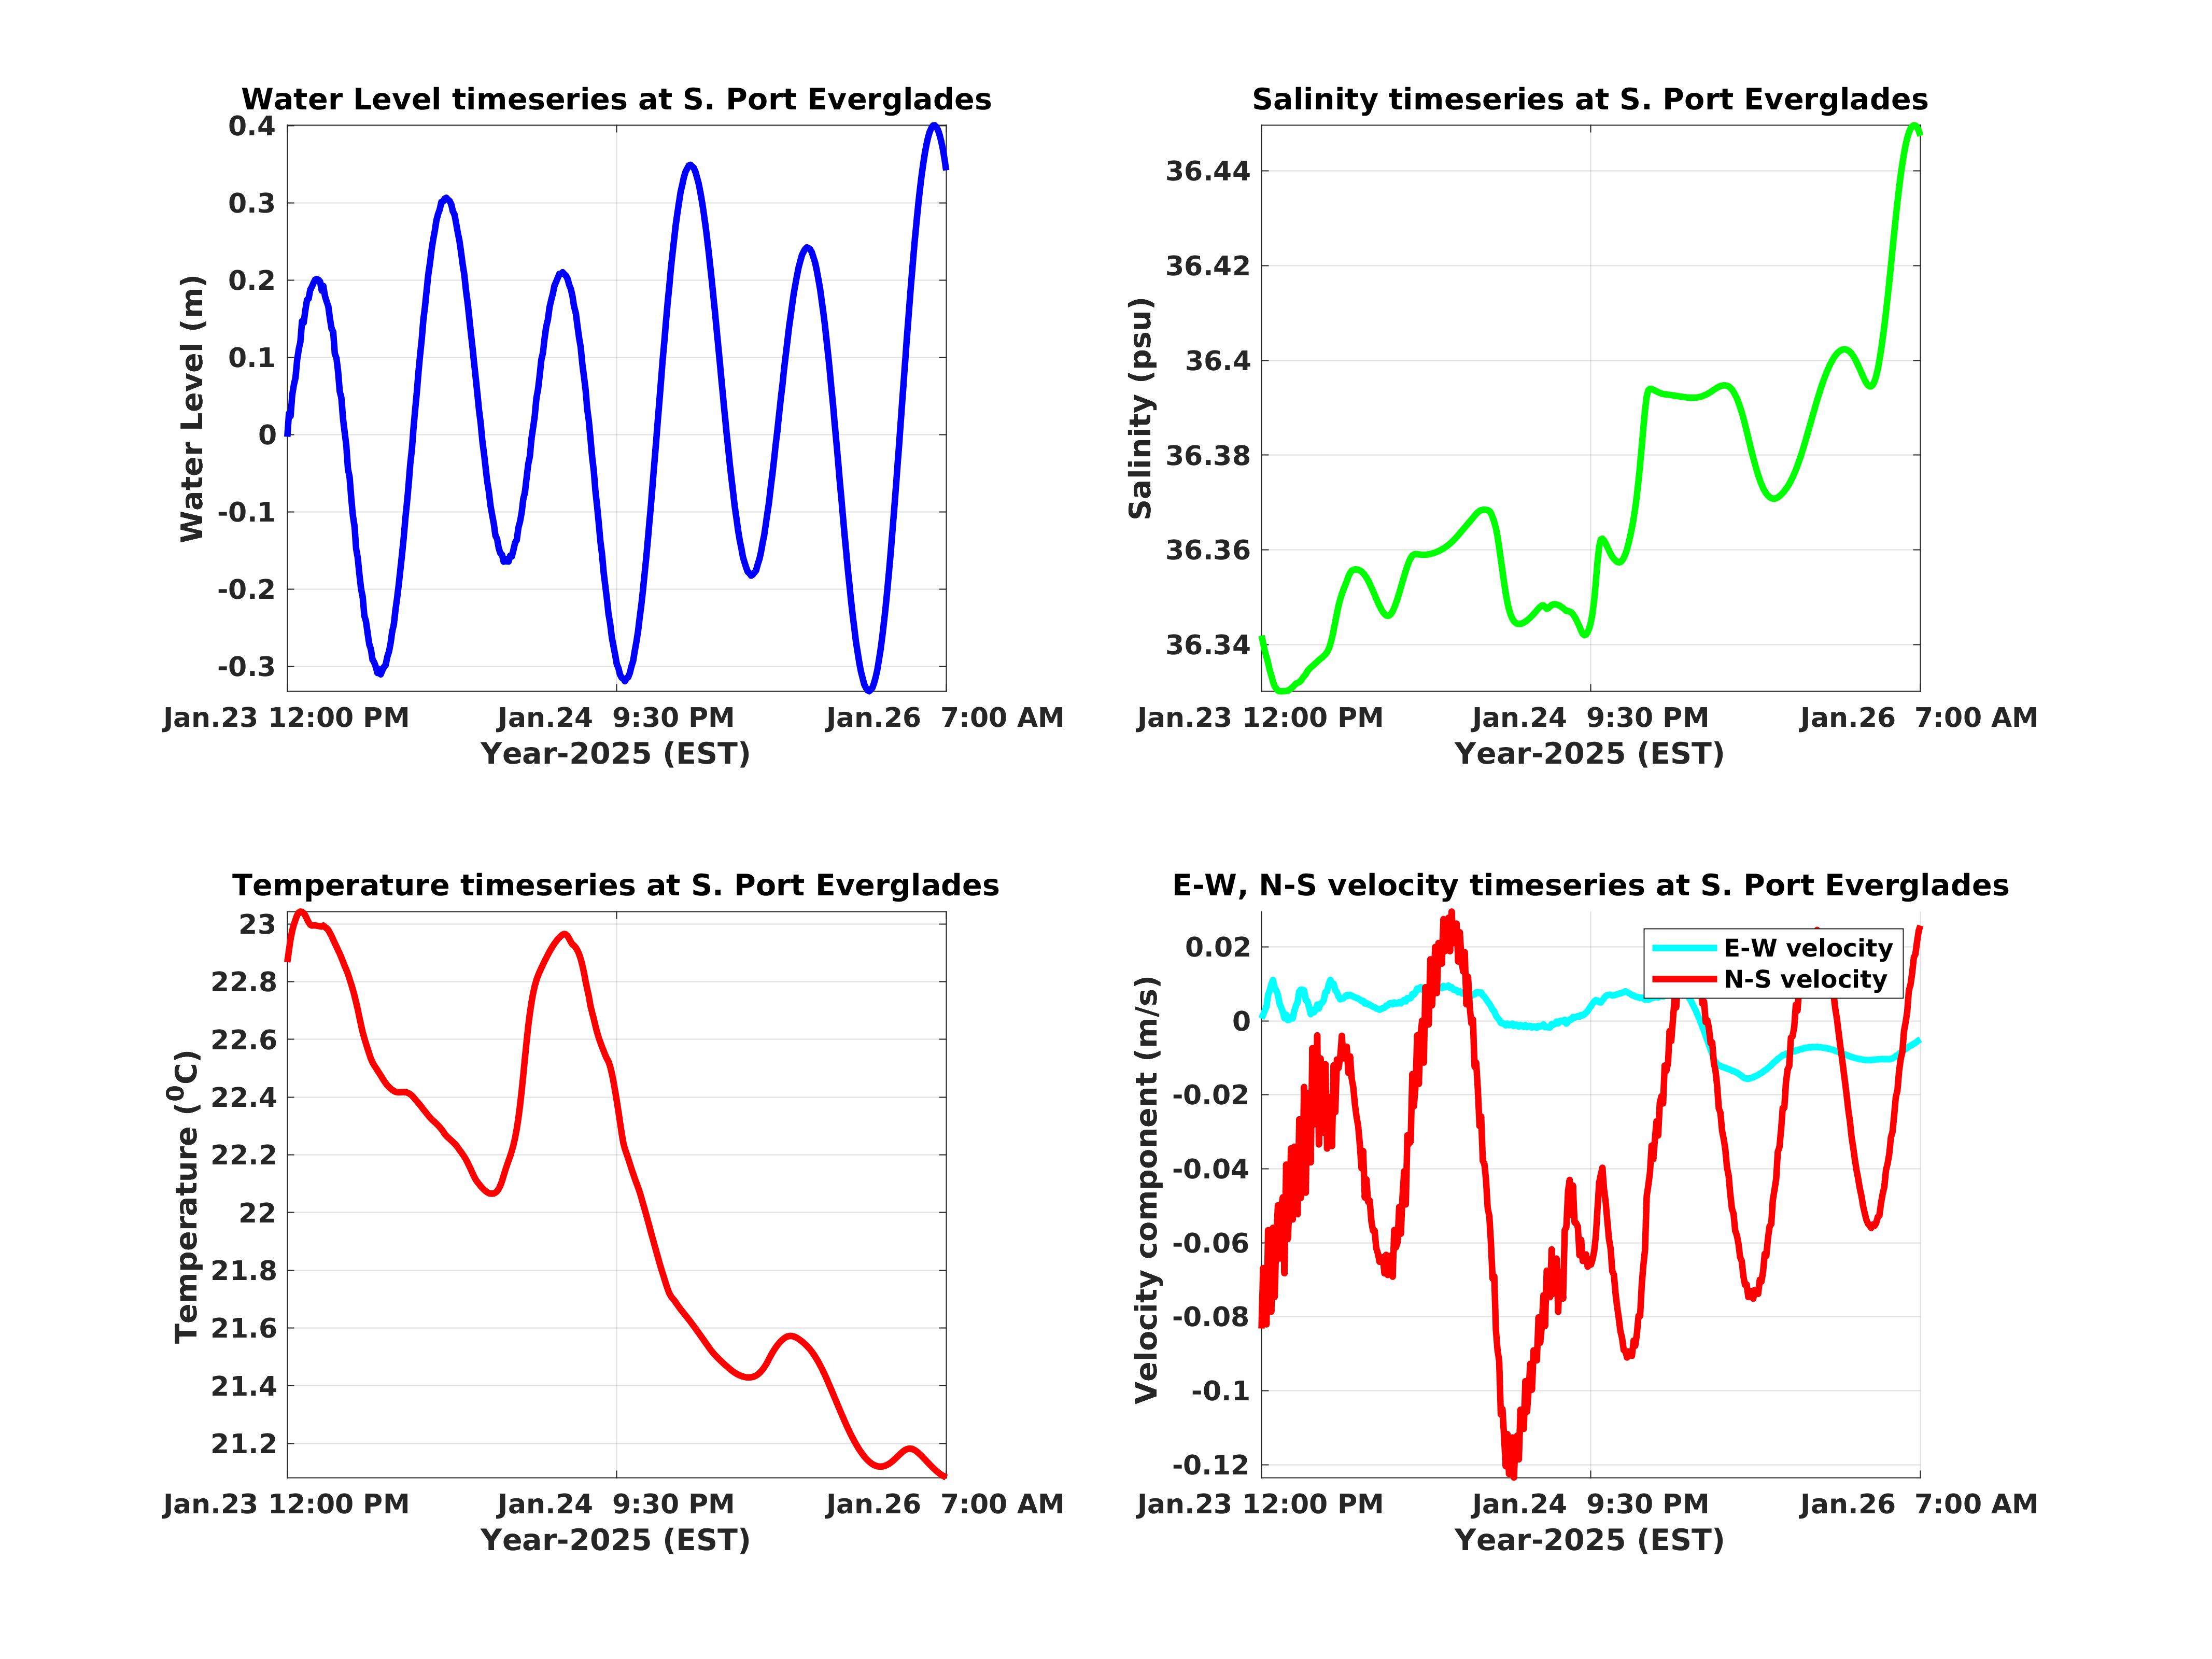 Water Level timeseries at S. Port Everglades
Water Level (m)
0.4
0.3
0.2
0.1
0
-0.1
-0.2
-0.3
Jan.23 12:00 PM
Jan.24 9:30 PM
Jan.26 7:00 AM
Year-2025 (EST)
Salinity timeseries at S. Port Everglades
Salinity (psu)
36.44
36.42
36.4
36.38
36.36
36.34
Jan.23 12:00 PM
Jan.24 9:30 PM
Jan.26 7:00 AM
Year-2025 (EST)
Temperature timeseries at S. Port Everglades
Temperature (⁰C)
23
22.8
22.6
22.4
22.2
22
21.8
21.6
21.4
21.2
Jan.23 12:00 PM
Jan.24 9:30 PM
Jan.26 7:00 AM
Year-2025 (EST)
E-W, N-S velocity timeseries at S. Port Everglades
Velocity component (m/s)
0.02
0
-0.02
-0.04
-0.06
-0.08
-0.1
-0.12
E-W velocity
N-S velocity
Jan.23 12:00 PM
Jan.24 9:30 PM
Jan.26 7:00 AM
Year-2025 (EST)